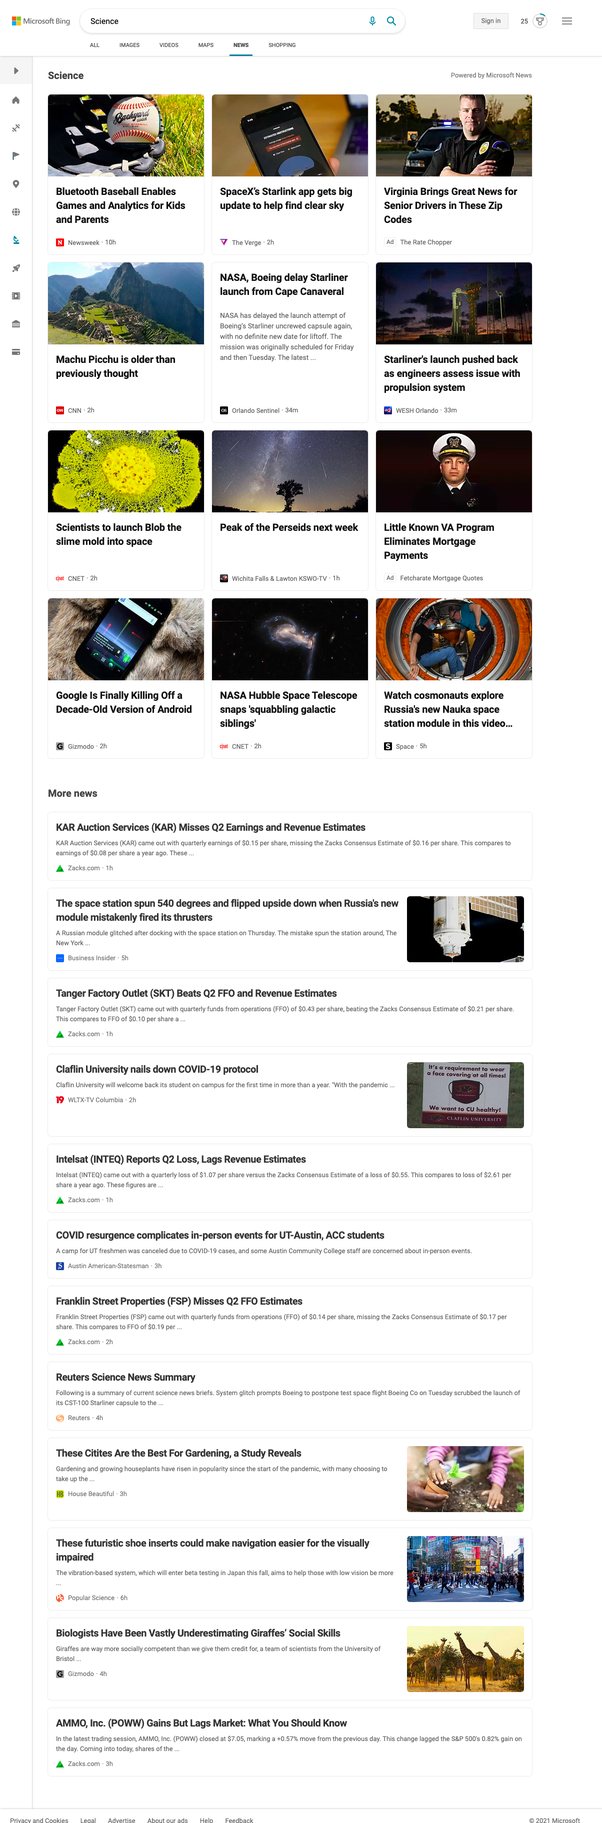 Microsoft Bing
Science
Sign in
25
ALL
IMAGES
VIDEOS
MAPS
NEWS
SHOPPING
Science
Powered by Microsoft News
Backyard
Bluetooth Baseball Enables
Games and Analytics for Kids
and Parents
Newsweek · 10h
SpaceX's Starlink app gets big
update to help find clear sky
The Verge · 2h
Virginia Brings Great News for
Senior Drivers in These Zip
Codes
Ad The Rate Chopper
Machu Picchu is older than
previously thought
CNN · 2h
NASA, Boeing delay Starliner
launch from Cape Canaveral
NASA has delayed the launch attempt of
Boeing's Starliner uncrewed capsule again,
with no definite new date for liftoff. The
mission was originally scheduled for Friday
and then Tuesday. The latest ...
Orlando Sentinel · 34m
Starliner's launch pushed back
as engineers assess issue with
propulsion system
WESH Orlando · 33m
Scientists to launch Blob the
slime mold into space
CNET · 2h
Peak of the Perseids next week
Wichita Falls & Lawton KSWO-TV · 1h
Little Known VA Program
Eliminates Mortgage
Payments
Ad Fetcharate Mortgage Quotes
Google Is Finally Killing Off a
Decade-Old Version of Android
Gizmodo · 2h
NASA Hubble Space Telescope
snaps 'squabbling galactic
siblings'
CNET · 2h
Watch cosmonauts explore
Russia's new Nauka space
station module in this video...
Space · 5h
More news
KAR Auction Services (KAR) Misses Q2 Earnings and Revenue Estimates
KAR Auction Services (KAR) came out with quarterly earnings of $0.15 per share, missing the Zacks Consensus Estimate of $0.16 per share. This compares to
earnings of $0.08 per share a year ago. These ...
Zacks.com · 1h
The space station spun 540 degrees and flipped upside down when Russia's new
module mistakenly fired its thrusters
A Russian module glitched after docking with the space station on Thursday. The mistake spun the station around, The
New York ...
Business Insider · 5h
Tanger Factory Outlet (SKT) Beats Q2 FFO and Revenue Estimates
Tanger Factory Outlet (SKT) came out with quarterly funds from operations (FFO) of $0.43 per share, beating the Zacks Consensus Estimate of $0.21 per share.
This compares to FFO of $0.10 per share a ...
Zacks.com · 1h
Claflin University nails down COVID-19 protocol
Claflin University will welcome back its student on campus for the first time in more than a year. "With the pandemic ...
19 WLTX-TV Columbia · 2h
It's a requirement to wear
a face covering at all times!
We want to CU healthy!
CLAFLIN UNIVERSITY
Intelsat (INTEQ) Reports Q2 Loss, Lags Revenue Estimates
Intelsat (INTEQ) came out with a quarterly loss of $1.07 per share versus the Zacks Consensus Estimate of a loss of $0.55. This compares to loss of $2.61 per
share a year ago. These figures are ...
Zacks.com · 1h
COVID resurgence complicates in-person events for UT-Austin, ACC students
A camp for UT freshmen was canceled due to COVID-19 cases, and some Austin Community College staff are concerned about in-person events.
Austin American-Statesman · 3h
Franklin Street Properties (FSP) Misses Q2 FFO Estimates
Franklin Street Properties (FSP) came out with quarterly funds from operations (FFO) of $0.14 per share, missing the Zacks Consensus Estimate of $0.17 per
share. This compares to FFO of $0.19 per ...
Zacks.com · 2h
Reuters Science News Summary
Following is a summary of current science news briefs. System glitch prompts Boeing to postpone test space flight Boeing Co on Tuesday scrubbed the launch of
its CST-100 Starliner capsule to the ...
Reuters · 4h
These Citites Are the Best For Gardening, a Study Reveals
Gardening and growing houseplants have risen in popularity since the start of the pandemic, with many choosing to
take up the ...
House Beautiful · 3h
These futuristic shoe inserts could make navigation easier for the visually
impaired
The vibration-based system, which will enter beta testing in Japan this fall, aims to help those with low vision be more
...
Popular Science · 6h
Biologists Have Been Vastly Underestimating Giraffes' Social Skills
Giraffes are way more socially competent than we give them credit for, a team of scientists from the University of
Bristol ...
Gizmodo · 4h
AMMO, Inc. (POWW) Gains But Lags Market: What You Should Know
In the latest trading session, AMMO, Inc. (POWW) closed at $7.05, marking a +0.57% move from the previous day. This change lagged the S&P 500's 0.82% gain on
the day. Coming into today, shares of the ...
Zacks.com · 3h
Privacy and Cookies
Legal
Advertise
About our ads
Help
Feedback
© 2021 Microsoft